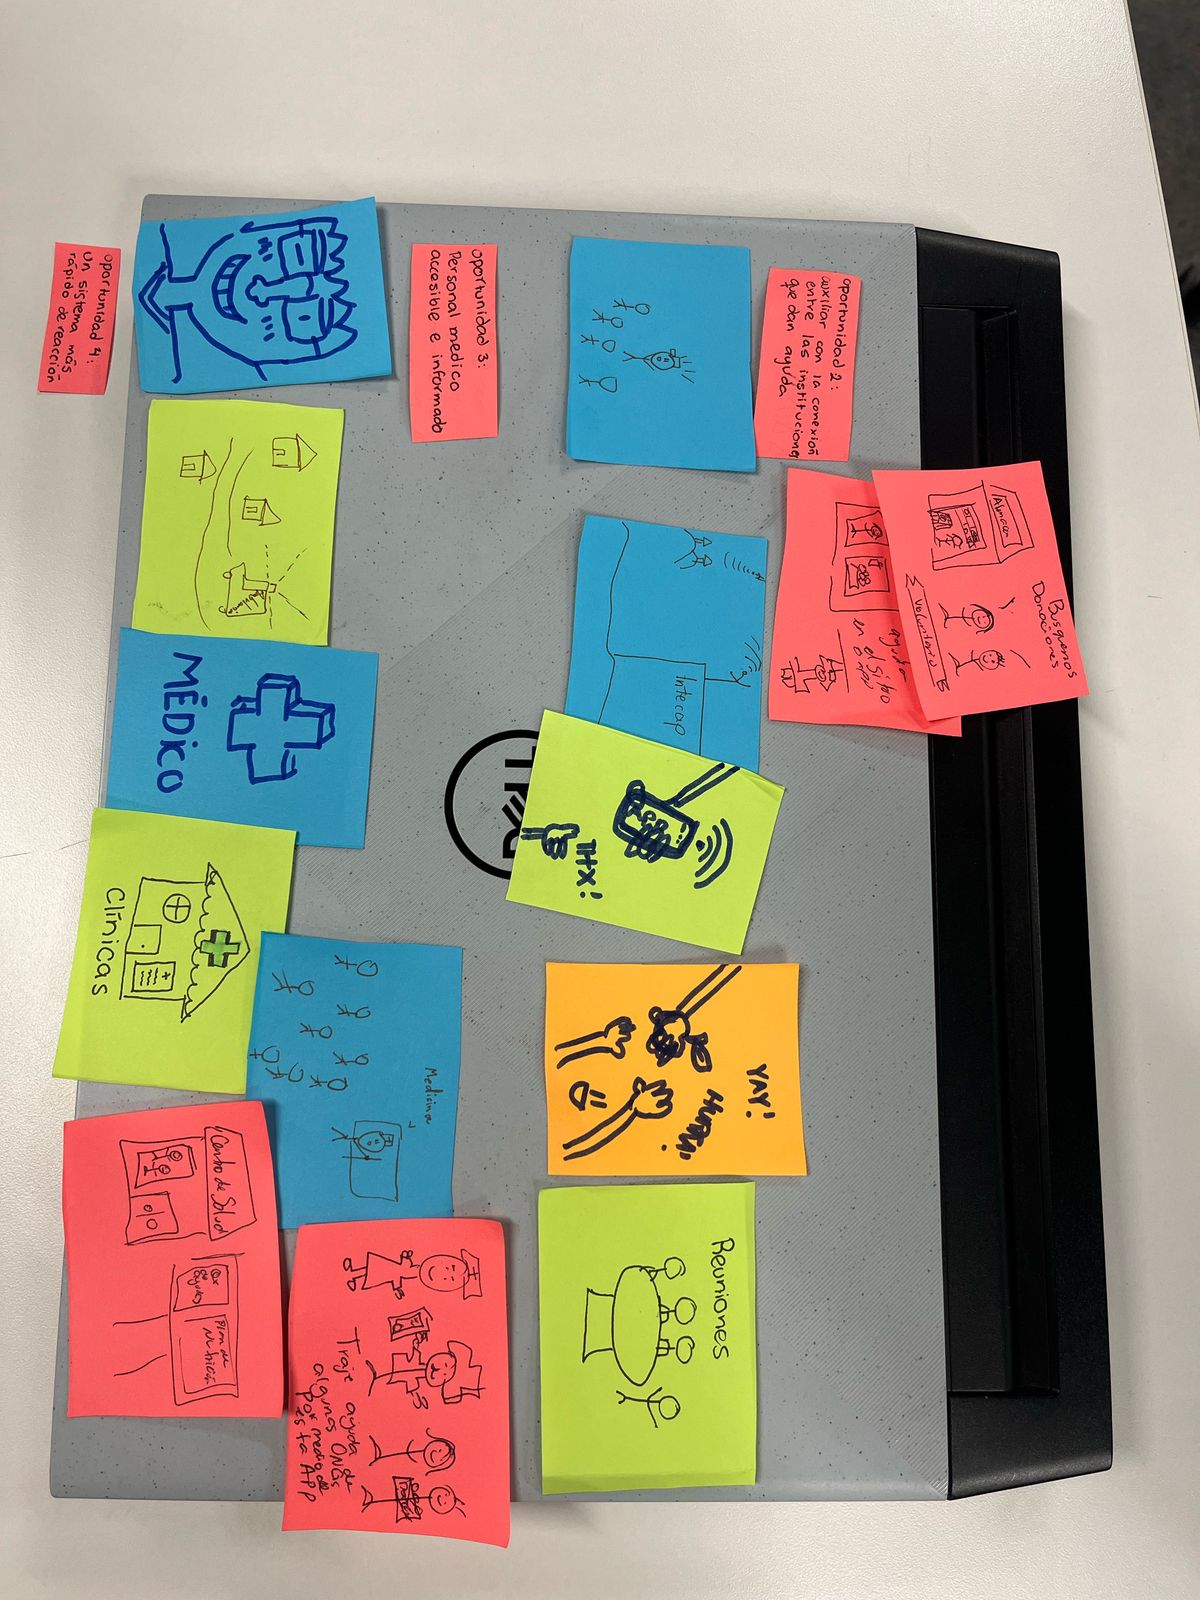 Busquemos
Donaciones
Almacen
Voluntario
ayuda
en el sitio
o APP
oportunidad 2:
auxiliar con la conexión
entre las instituciones
que dan ayuda
Intecap
THX!
YAY!
HURRA!
Reuniones
oportunidad 3:
Personal medico
accesible e informado
Medicina
Traje ayuda de
algunas ONGs
por medio de
esta APP
MÉDICO
Clínicas
Centro de Salud
Plan de
Nutrición
oportunidad 4:
un sistema más
rápido de reacción